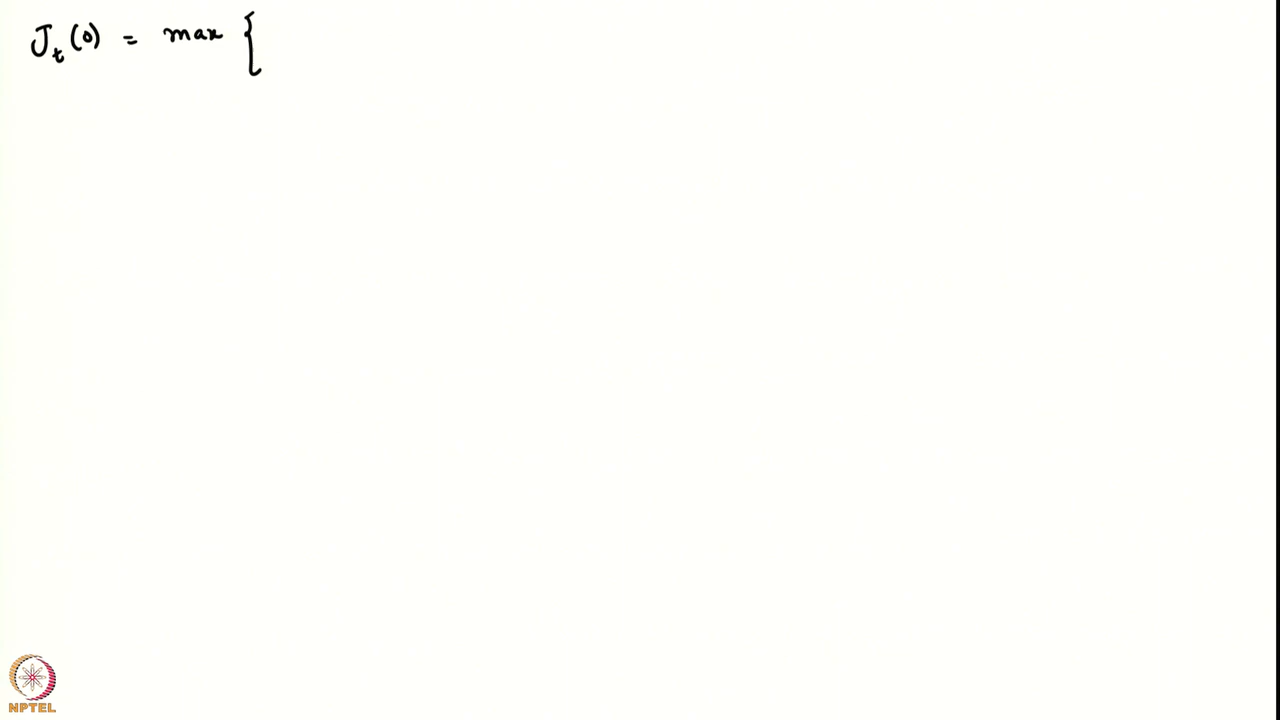 J_t(0) = max {
NPTEL